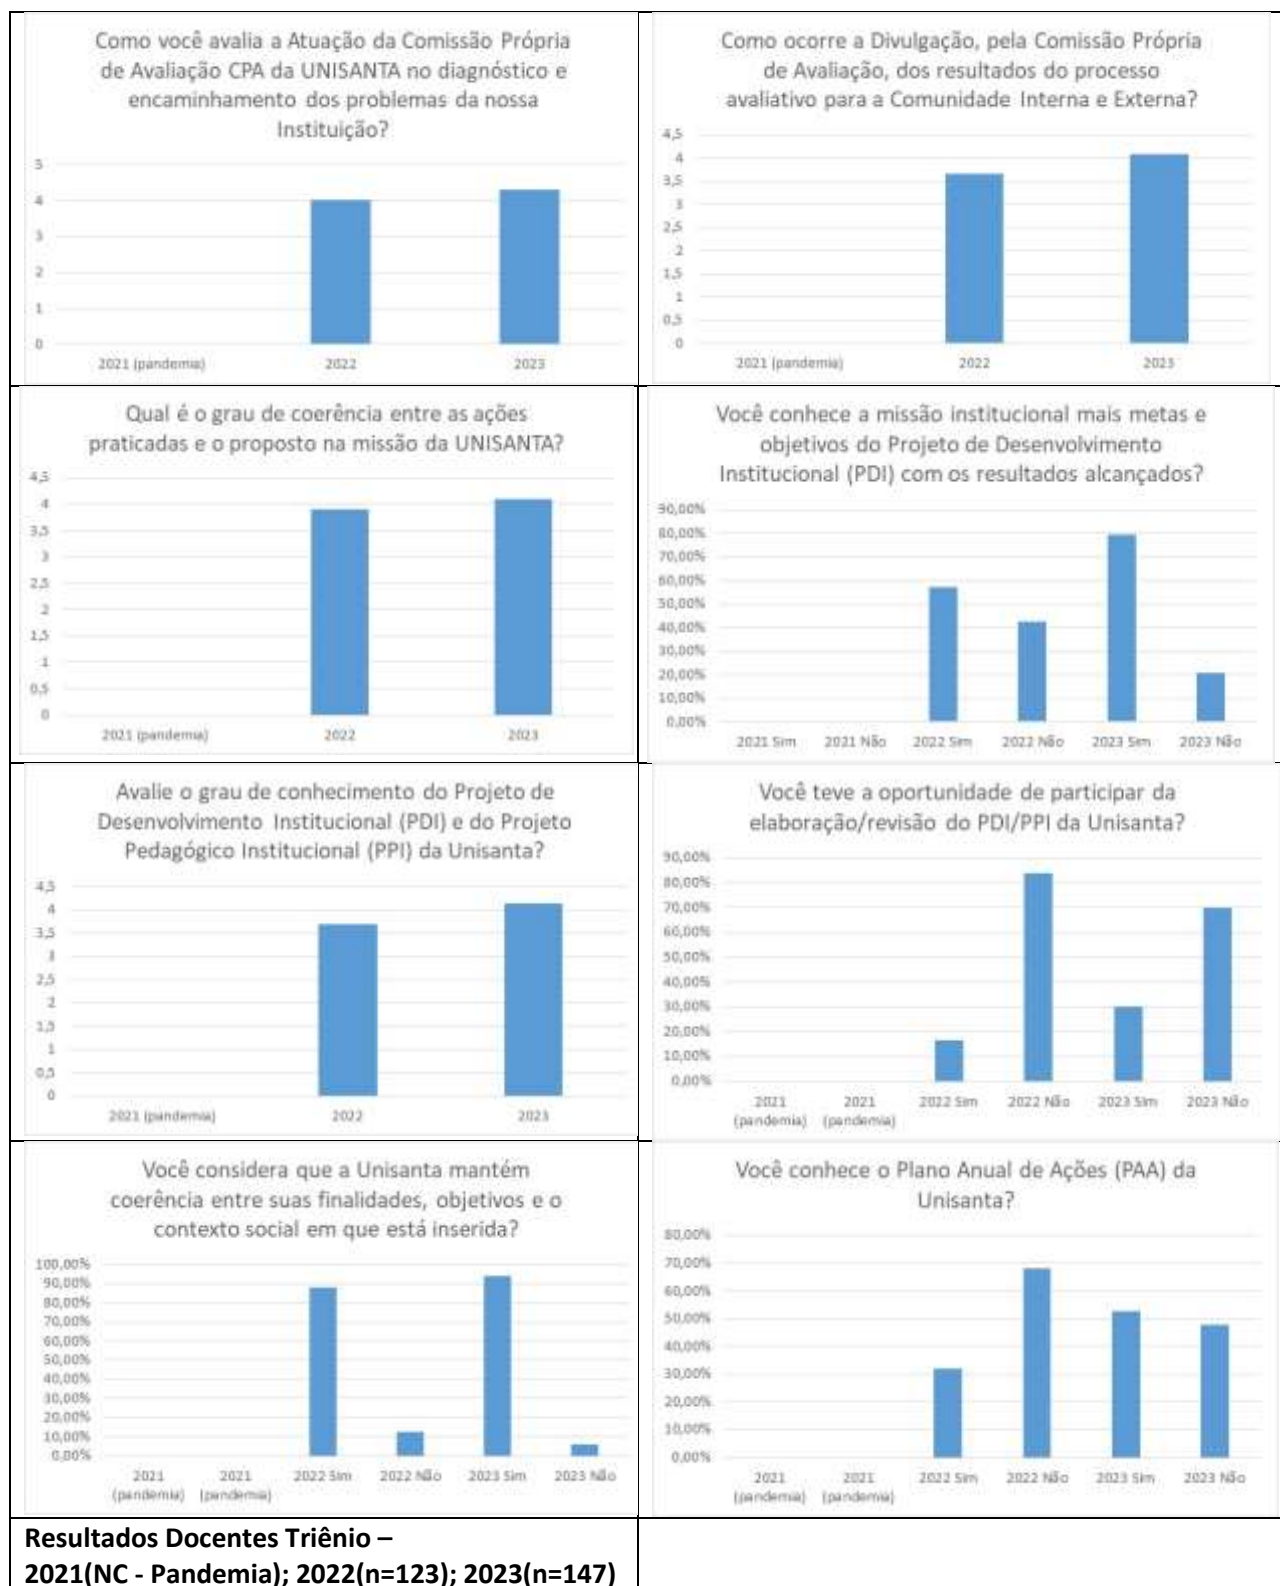 Como você avalia a Atuação da Comissão Própria
de Avaliação CPA da UNISANTA no diagnóstico e
encaminhamento dos problemas da nossa
Instituição?
5
4
3
2
1
0
2021 (pandemia)
2022
2023
Como ocorre a Divulgação, pela Comissão Própria
de Avaliação, dos resultados do processo
avaliativo para a Comunidade Interna e Externa?
4,5
4
3,5
3
2,5
2
1,5
1
0,5
0
2021 (pandemia)
2022
2023
Qual é o grau de coerência entre as ações
praticadas e o proposto na missão da UNISANTA?
4,5
4
3,5
3
2,5
2
1,5
1
0,5
0
2021 (pandemia)
2022
2023
Você conhece a missão institucional mais metas e
objetivos do Projeto de Desenvolvimento
Institucional (PDI) com os resultados alcançados?
90,00%
80,00%
70,00%
60,00%
50,00%
40,00%
30,00%
20,00%
10,00%
0,00%
2021 Sim
2021 Não
2022 Sim
2022 Não
2023 Sim
2023 Não
Avalie o grau de conhecimento do Projeto de
Desenvolvimento Institucional (PDI) e do Projeto
Pedagógico Institucional (PPI) da Unisanta?
4,5
4
3,5
3
2,5
2
1,5
1
0,5
0
2021 (pandemia)
2022
2023
Você teve a oportunidade de participar da
elaboração/revisão do PDI/PPI da Unisanta?
90,00%
80,00%
70,00%
60,00%
50,00%
40,00%
30,00%
20,00%
10,00%
0,00%
2021
(pandemia)
2021
(pandemia)
2022 Sim
2022 Não
2023 Sim
2023 Não
Você considera que a Unisanta mantém
coerência entre suas finalidades, objetivos e o
contexto social em que está inserida?
100,00%
90,00%
80,00%
70,00%
60,00%
50,00%
40,00%
30,00%
20,00%
10,00%
0,00%
2021
(pandemia)
2021
(pandemia)
2022 Sim
2022 Não
2023 Sim
2023 Não
Você conhece o Plano Anual de Ações (PAA) da
Unisanta?
80,00%
70,00%
60,00%
50,00%
40,00%
30,00%
20,00%
10,00%
0,00%
2021
(pandemia)
2021
(pandemia)
2022 Sim
2022 Não
2023 Sim
2023 Não
Resultados Docentes Triênio –
2021(NC - Pandemia); 2022(n=123); 2023(n=147)